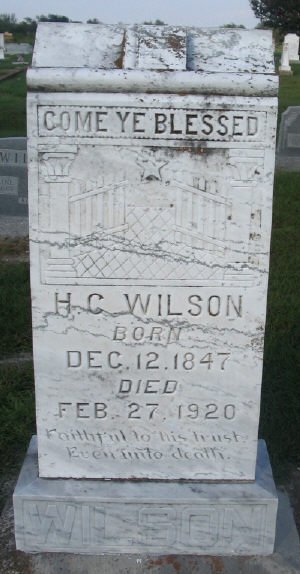 COME YE BLESSED
H. C. WILSON
BORN
DEC. 12. 1847
DIED
FEB. 27, 1920
Faithful to his trust
Even unto death.
WILSON